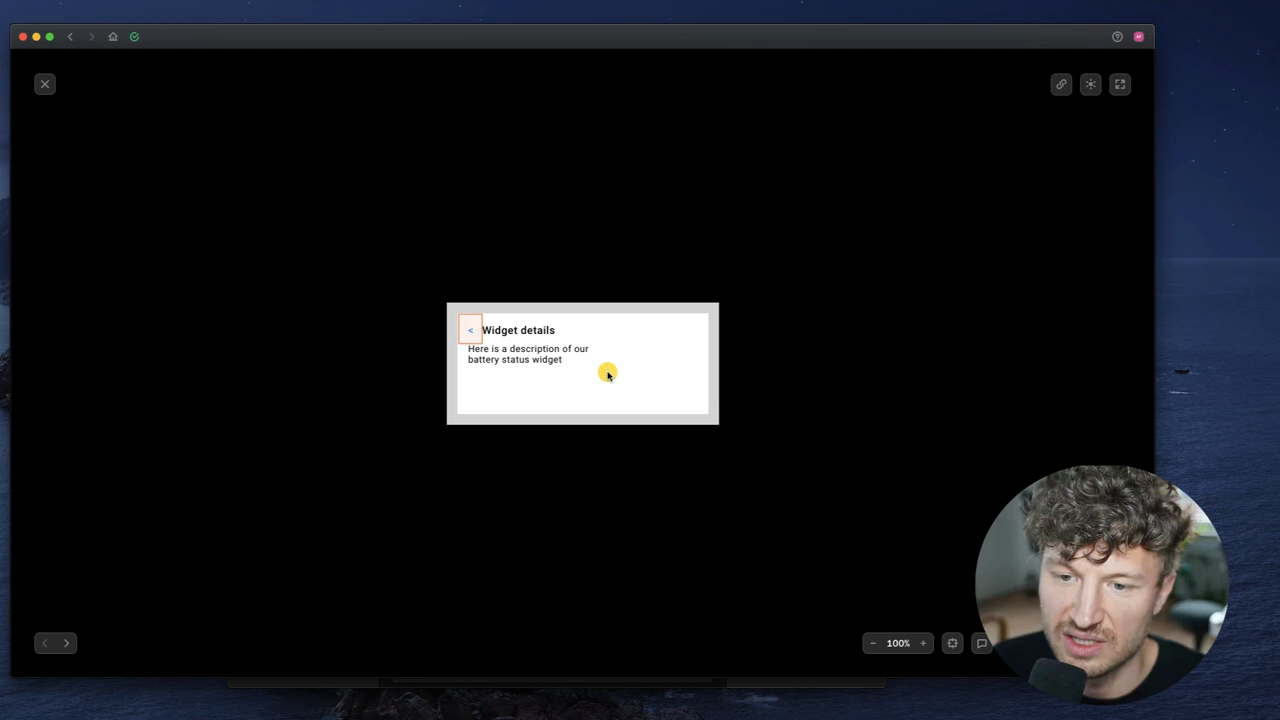 < Widget details
Here is a description of our
battery status widget
100%